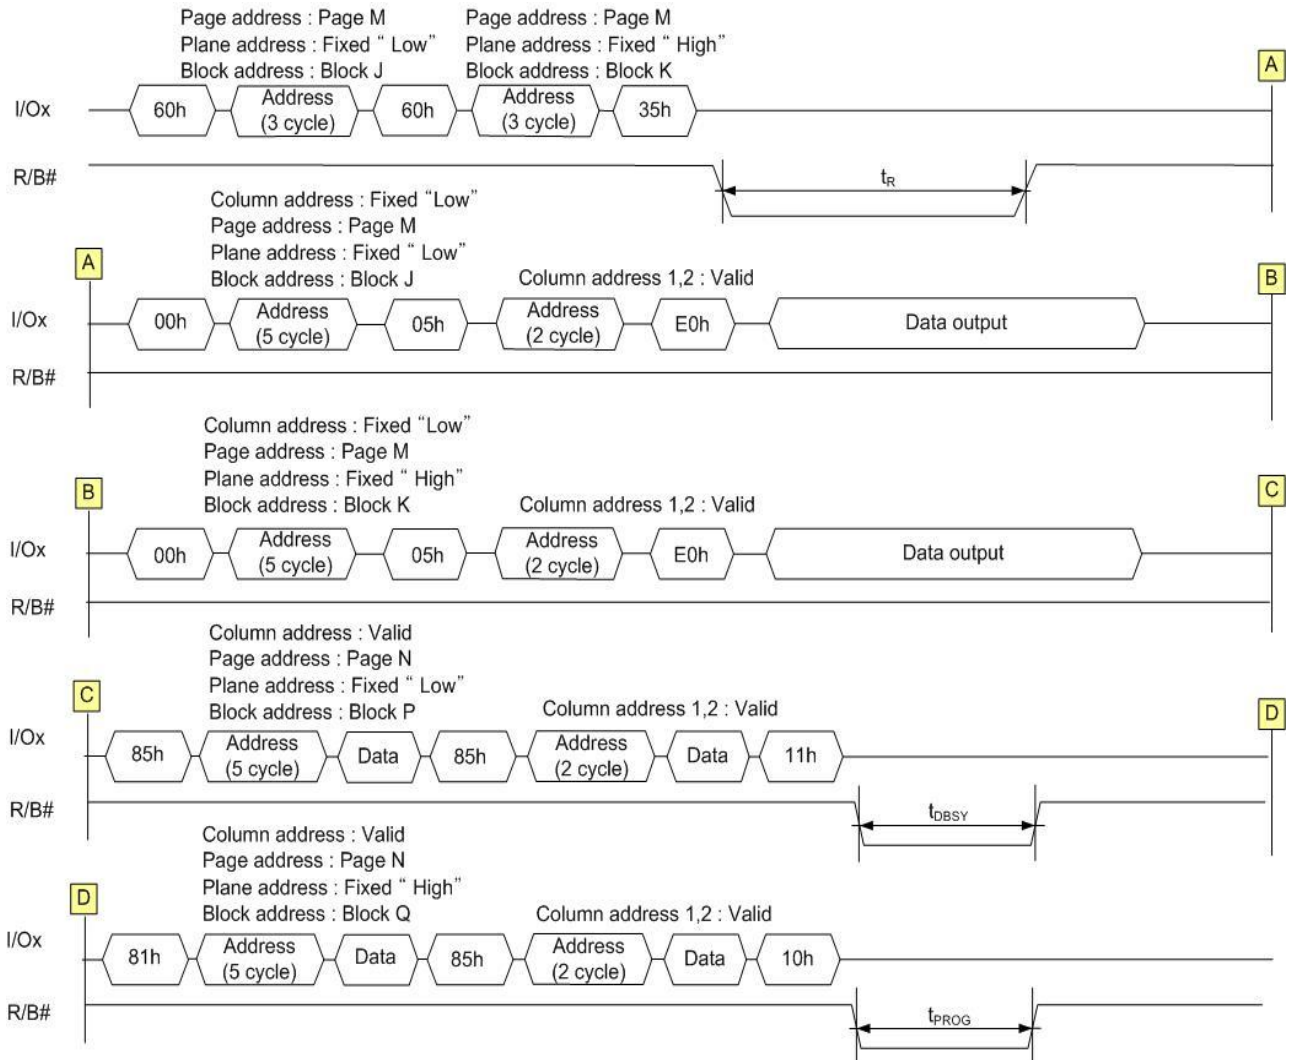 Page address : Page M
Plane address : Fixed “ Low”
Block address : Block J
Page address : Page M
Plane address : Fixed “ High”
Block address : Block K
A
I/Ox
60h
Address
(3 cycle)
60h
Address
(3 cycle)
35h
R/B#
tR
Column address : Fixed “Low”
Page address : Page M
Plane address : Fixed “ Low”
Block address : Block J
Column address 1,2 : Valid
A
B
I/Ox
00h
Address
(5 cycle)
05h
Address
(2 cycle)
E0h
Data output
R/B#
Column address : Fixed “Low”
Page address : Page M
Plane address : Fixed “ High”
Block address : Block K
Column address 1,2 : Valid
B
C
I/Ox
00h
Address
(5 cycle)
05h
Address
(2 cycle)
E0h
Data output
R/B#
Column address : Valid
Page address : Page N
Plane address : Fixed “ Low”
Block address : Block P
Column address 1,2 : Valid
C
D
I/Ox
85h
Address
(5 cycle)
Data
85h
Address
(2 cycle)
Data
11h
R/B#
tDBSY
Column address : Valid
Page address : Page N
Plane address : Fixed “ High”
Block address : Block Q
Column address 1,2 : Valid
D
I/Ox
81h
Address
(5 cycle)
Data
85h
Address
(2 cycle)
Data
10h
R/B#
tPROG